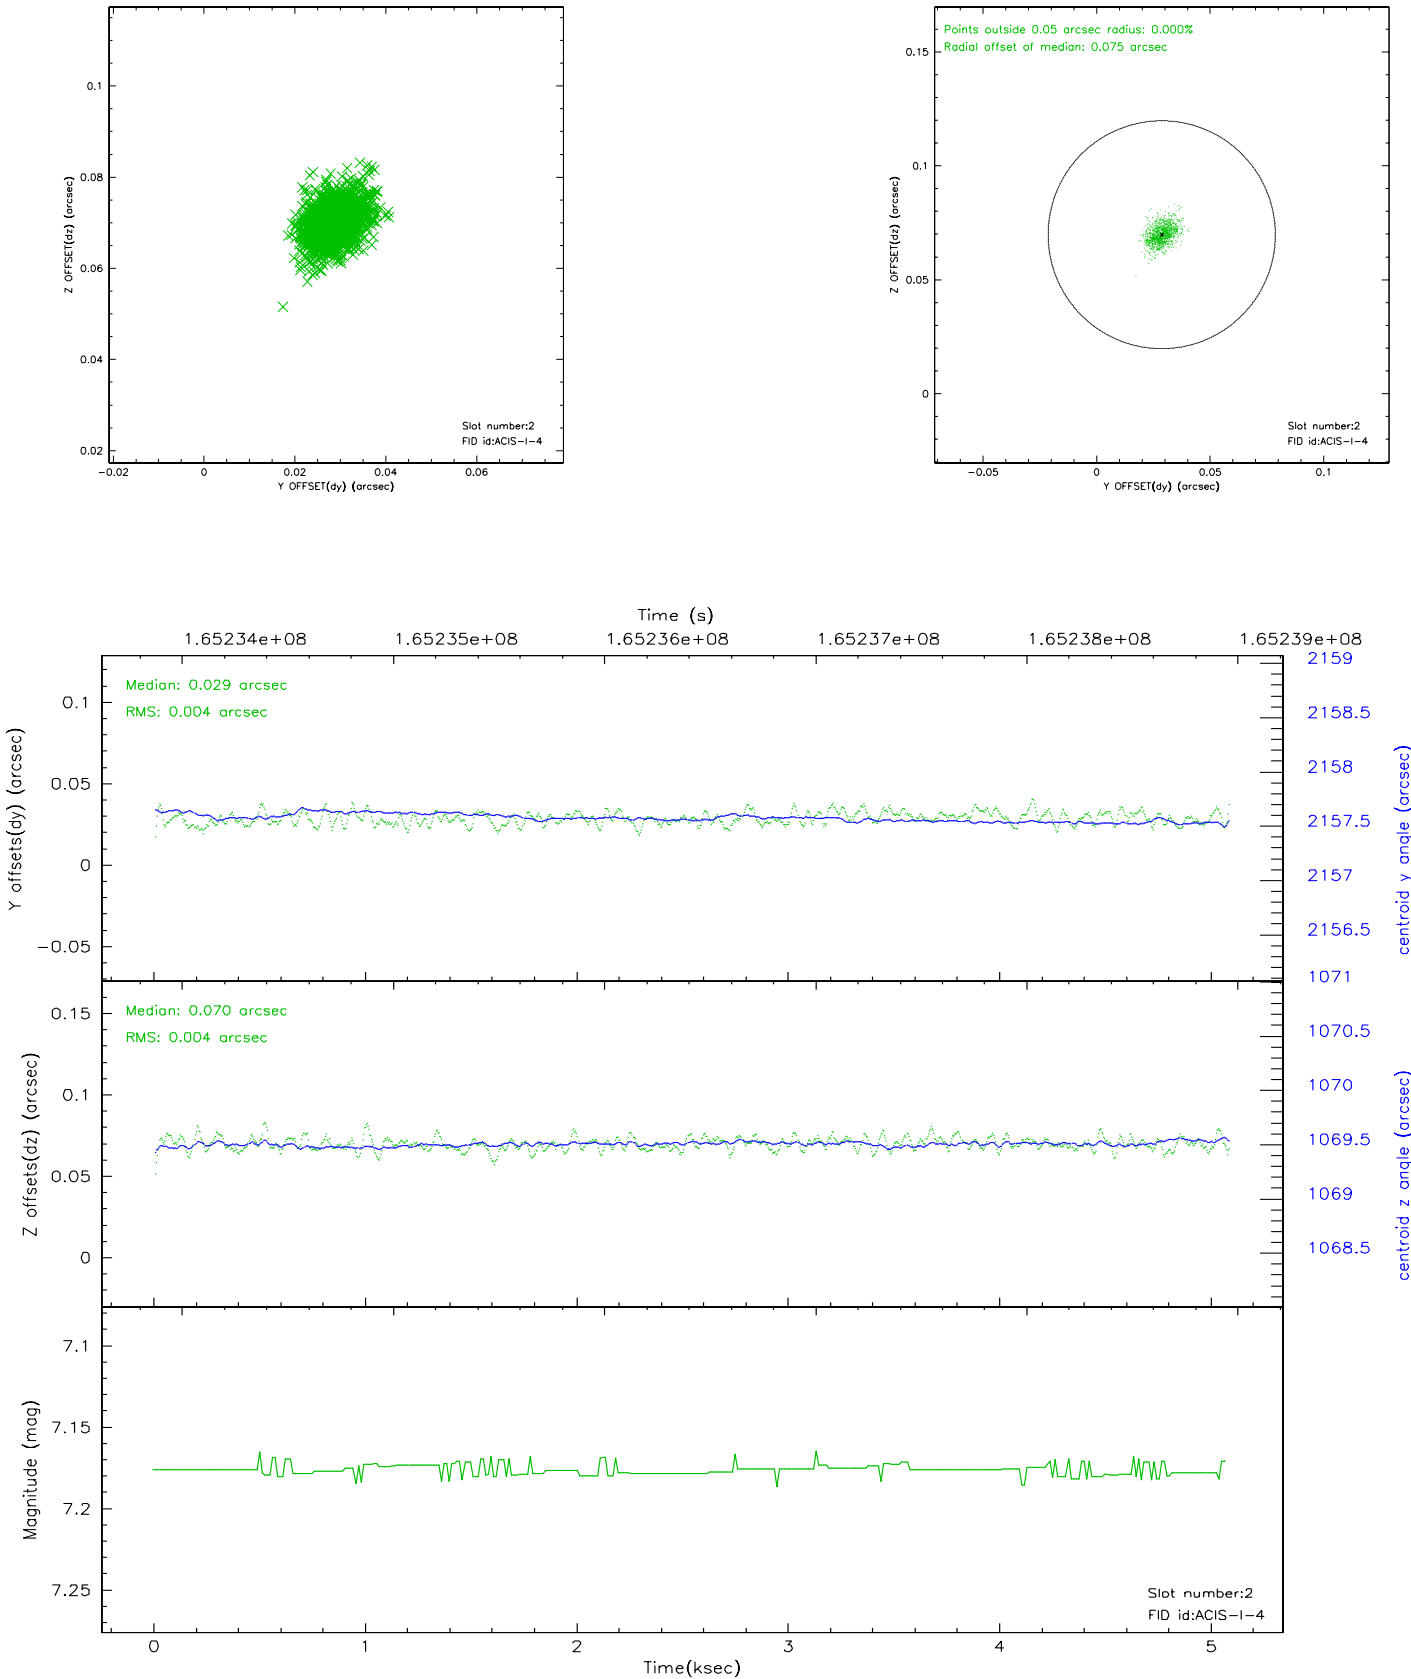 0.1
0.08
0.06
0.04
0.02
Z OFFSET(dz) (arcsec)
Slot number:2
FID id:ACIS-I-4
-0.02 0 0.02 0.04 0.06
Y OFFSET(dy) (arcsec)
Points outside 0.05 arcsec radius: 0.000%
Radial offset of median: 0.075 arcsec
0.15
0.1
0.05
0
Z OFFSET(dz) (arcsec)
Slot number:2
FID id:ACIS-I-4
-0.05 0 0.05 0.1
Y OFFSET(dy) (arcsec)
Time (s)
1.65234e+08 1.65235e+08 1.65236e+08 1.65237e+08 1.65238e+08 1.65239e+08
Median: 0.029 arcsec
RMS: 0.004 arcsec
0.1
0.05
0
-0.05
Y offsets(dy) (arcsec)
2159
2158.5
2158
2157.5
2157
2156.5
centroid y angle (arcsec)
Median: 0.070 arcsec
RMS: 0.004 arcsec
0.15
0.1
0.05
0
Z offsets(dz) (arcsec)
1071
1070.5
1070
1069.5
1069
1068.5
centroid z angle (arcsec)
7.1
7.15
7.2
7.25
Magnitude (mag)
Slot number:2
FID id:ACIS-I-4
0 1 2 3 4 5
Time(ksec)